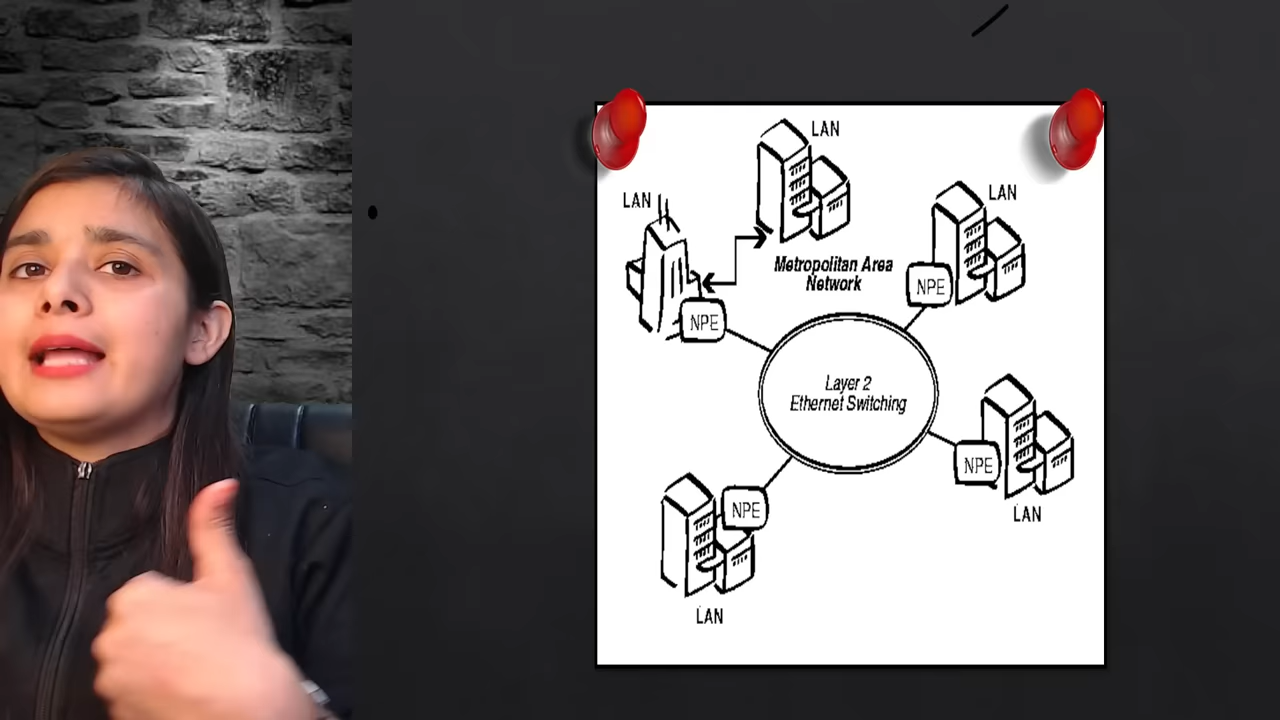 LAN
LAN
LAN
Metropolitan Area
Network
NPE
NPE
Layer 2
Ethernet Switching
NPE
NPE
LAN
LAN